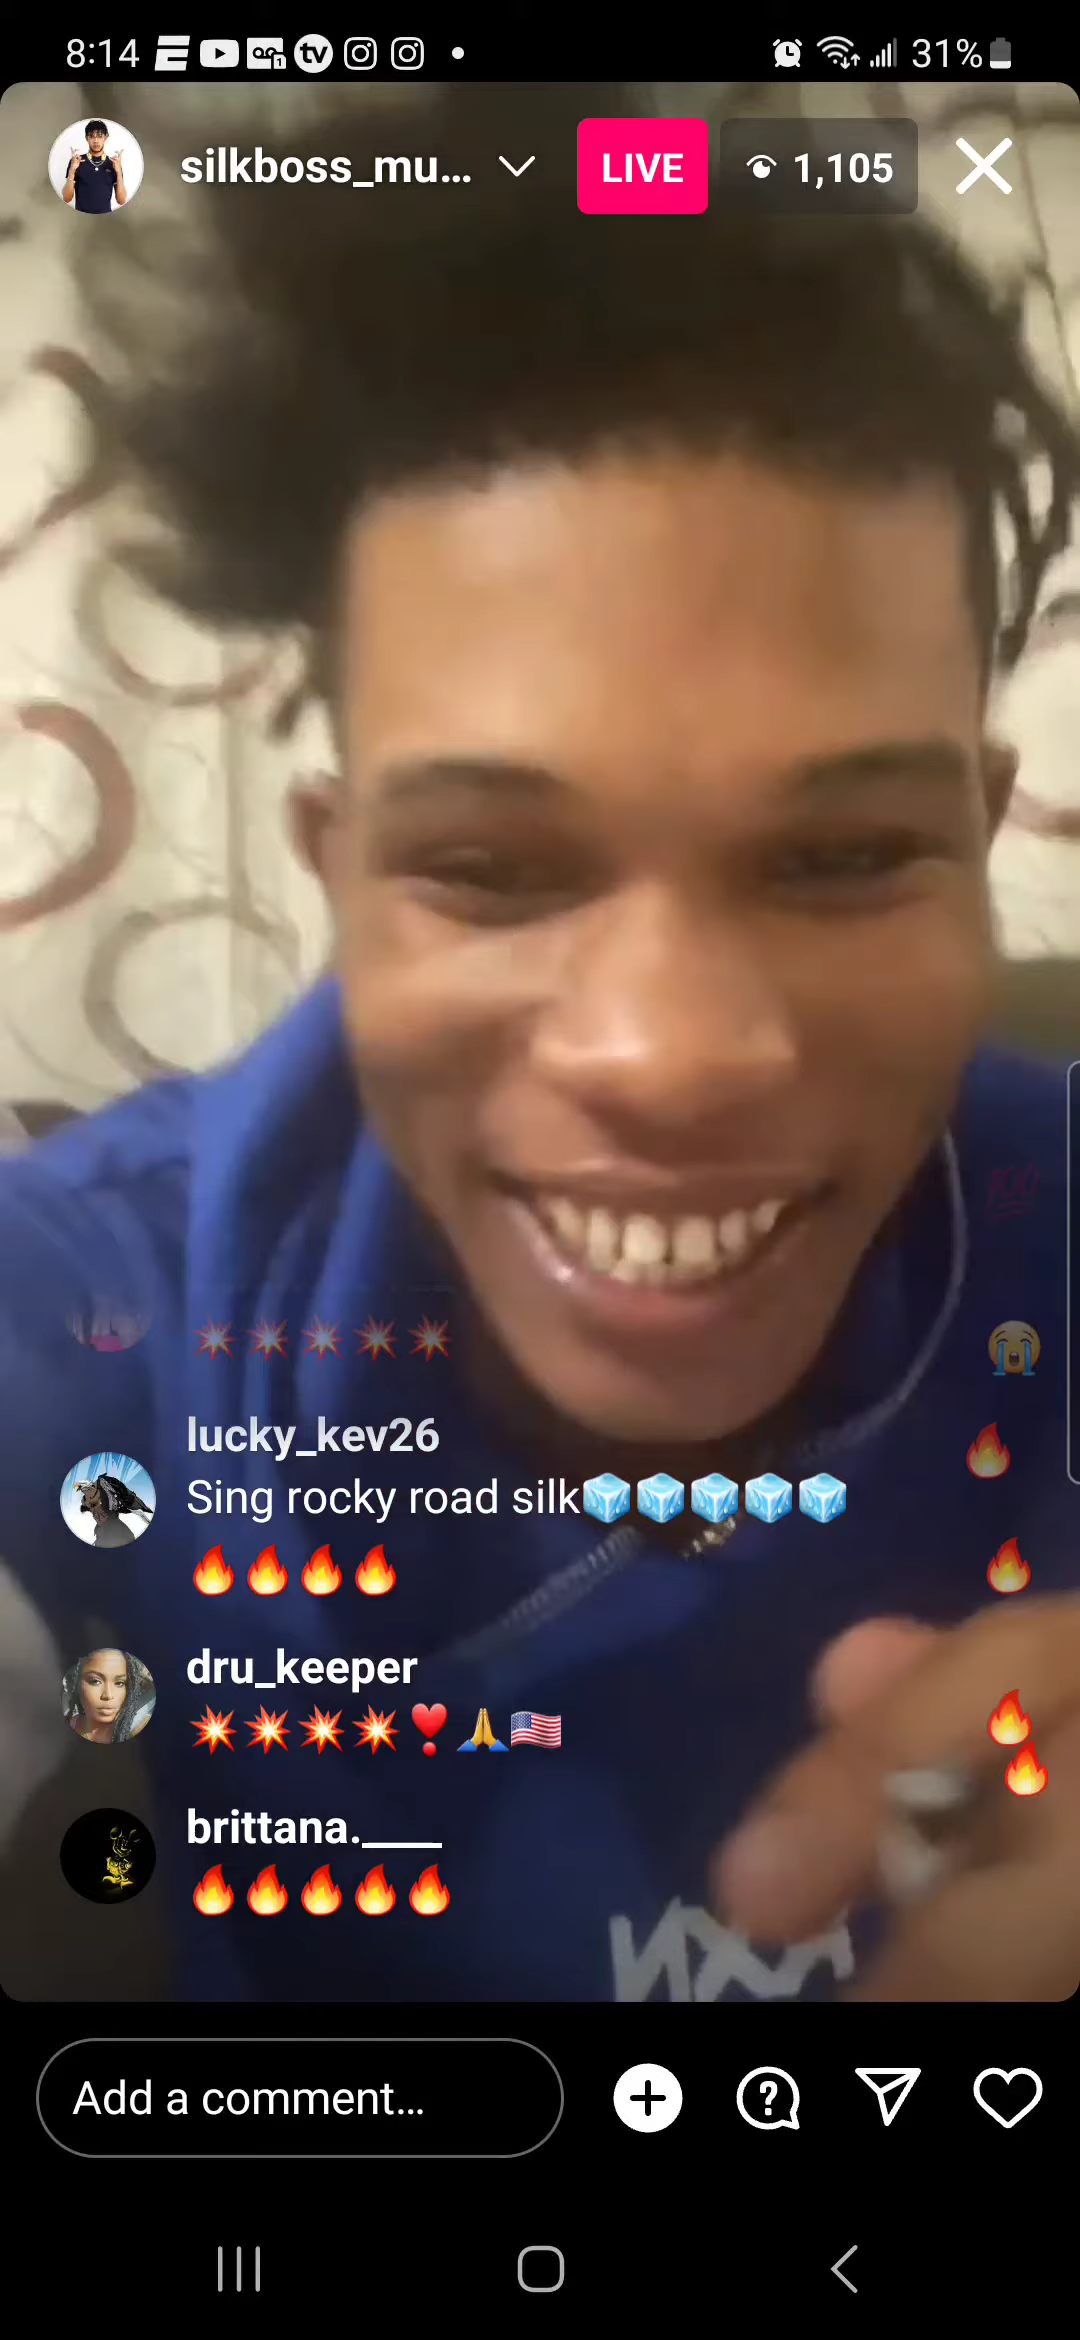 8:14
31%
silkboss_mu...
LIVE
1,105
💯
💥💥💥💥💥
lucky_kev26
Sing rocky road silk🧊🧊🧊🧊🧊
🔥🔥🔥🔥
dru_keeper
💥💥💥💥❣️🙏🇺🇸
brittana.____
🔥🔥🔥🔥🔥
Add a comment...